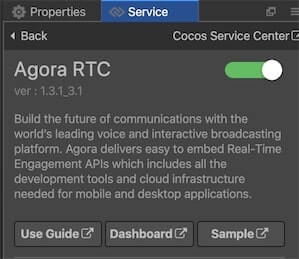 Properties Service
Back Cocos Service Center
Agora RTC
ver : 1.3.1_3.1
Build the future of communications with the
world's leading voice and interactive broadcasting
platform. Agora delivers easy to embed Real-Time
Engagement APIs which includes all the
development tools and cloud infrastructure
needed for mobile and desktop applications.
Use Guide Dashboard Sample